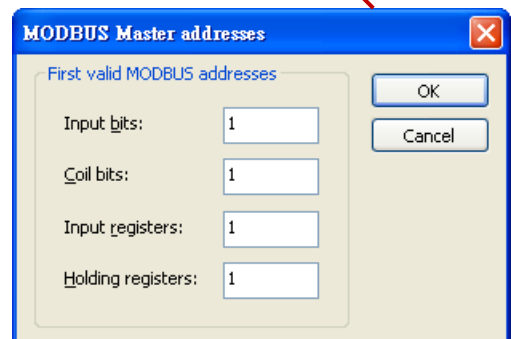 MODBUS Master addresses
First valid MODBUS addresses
OK
Input bits: 1
Cancel
Coil bits: 1
Input registers: 1
Holding registers: 1